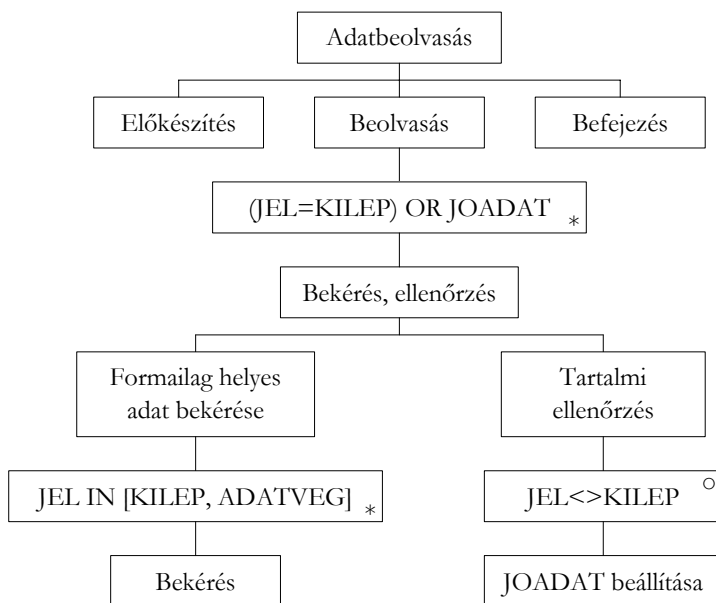 Adatbeolvasás
Előkészítés
Beolvasás
Befejezés
(JEL=KILEP) OR JOADAT *
Bekérés, ellenőrzés
Formailag helyes
adat bekérése
Tartalmi
ellenőrzés
JEL IN [KILEP, ADATVEG] *
JEL<>KILEP
Bekérés
JOADAT beállítása